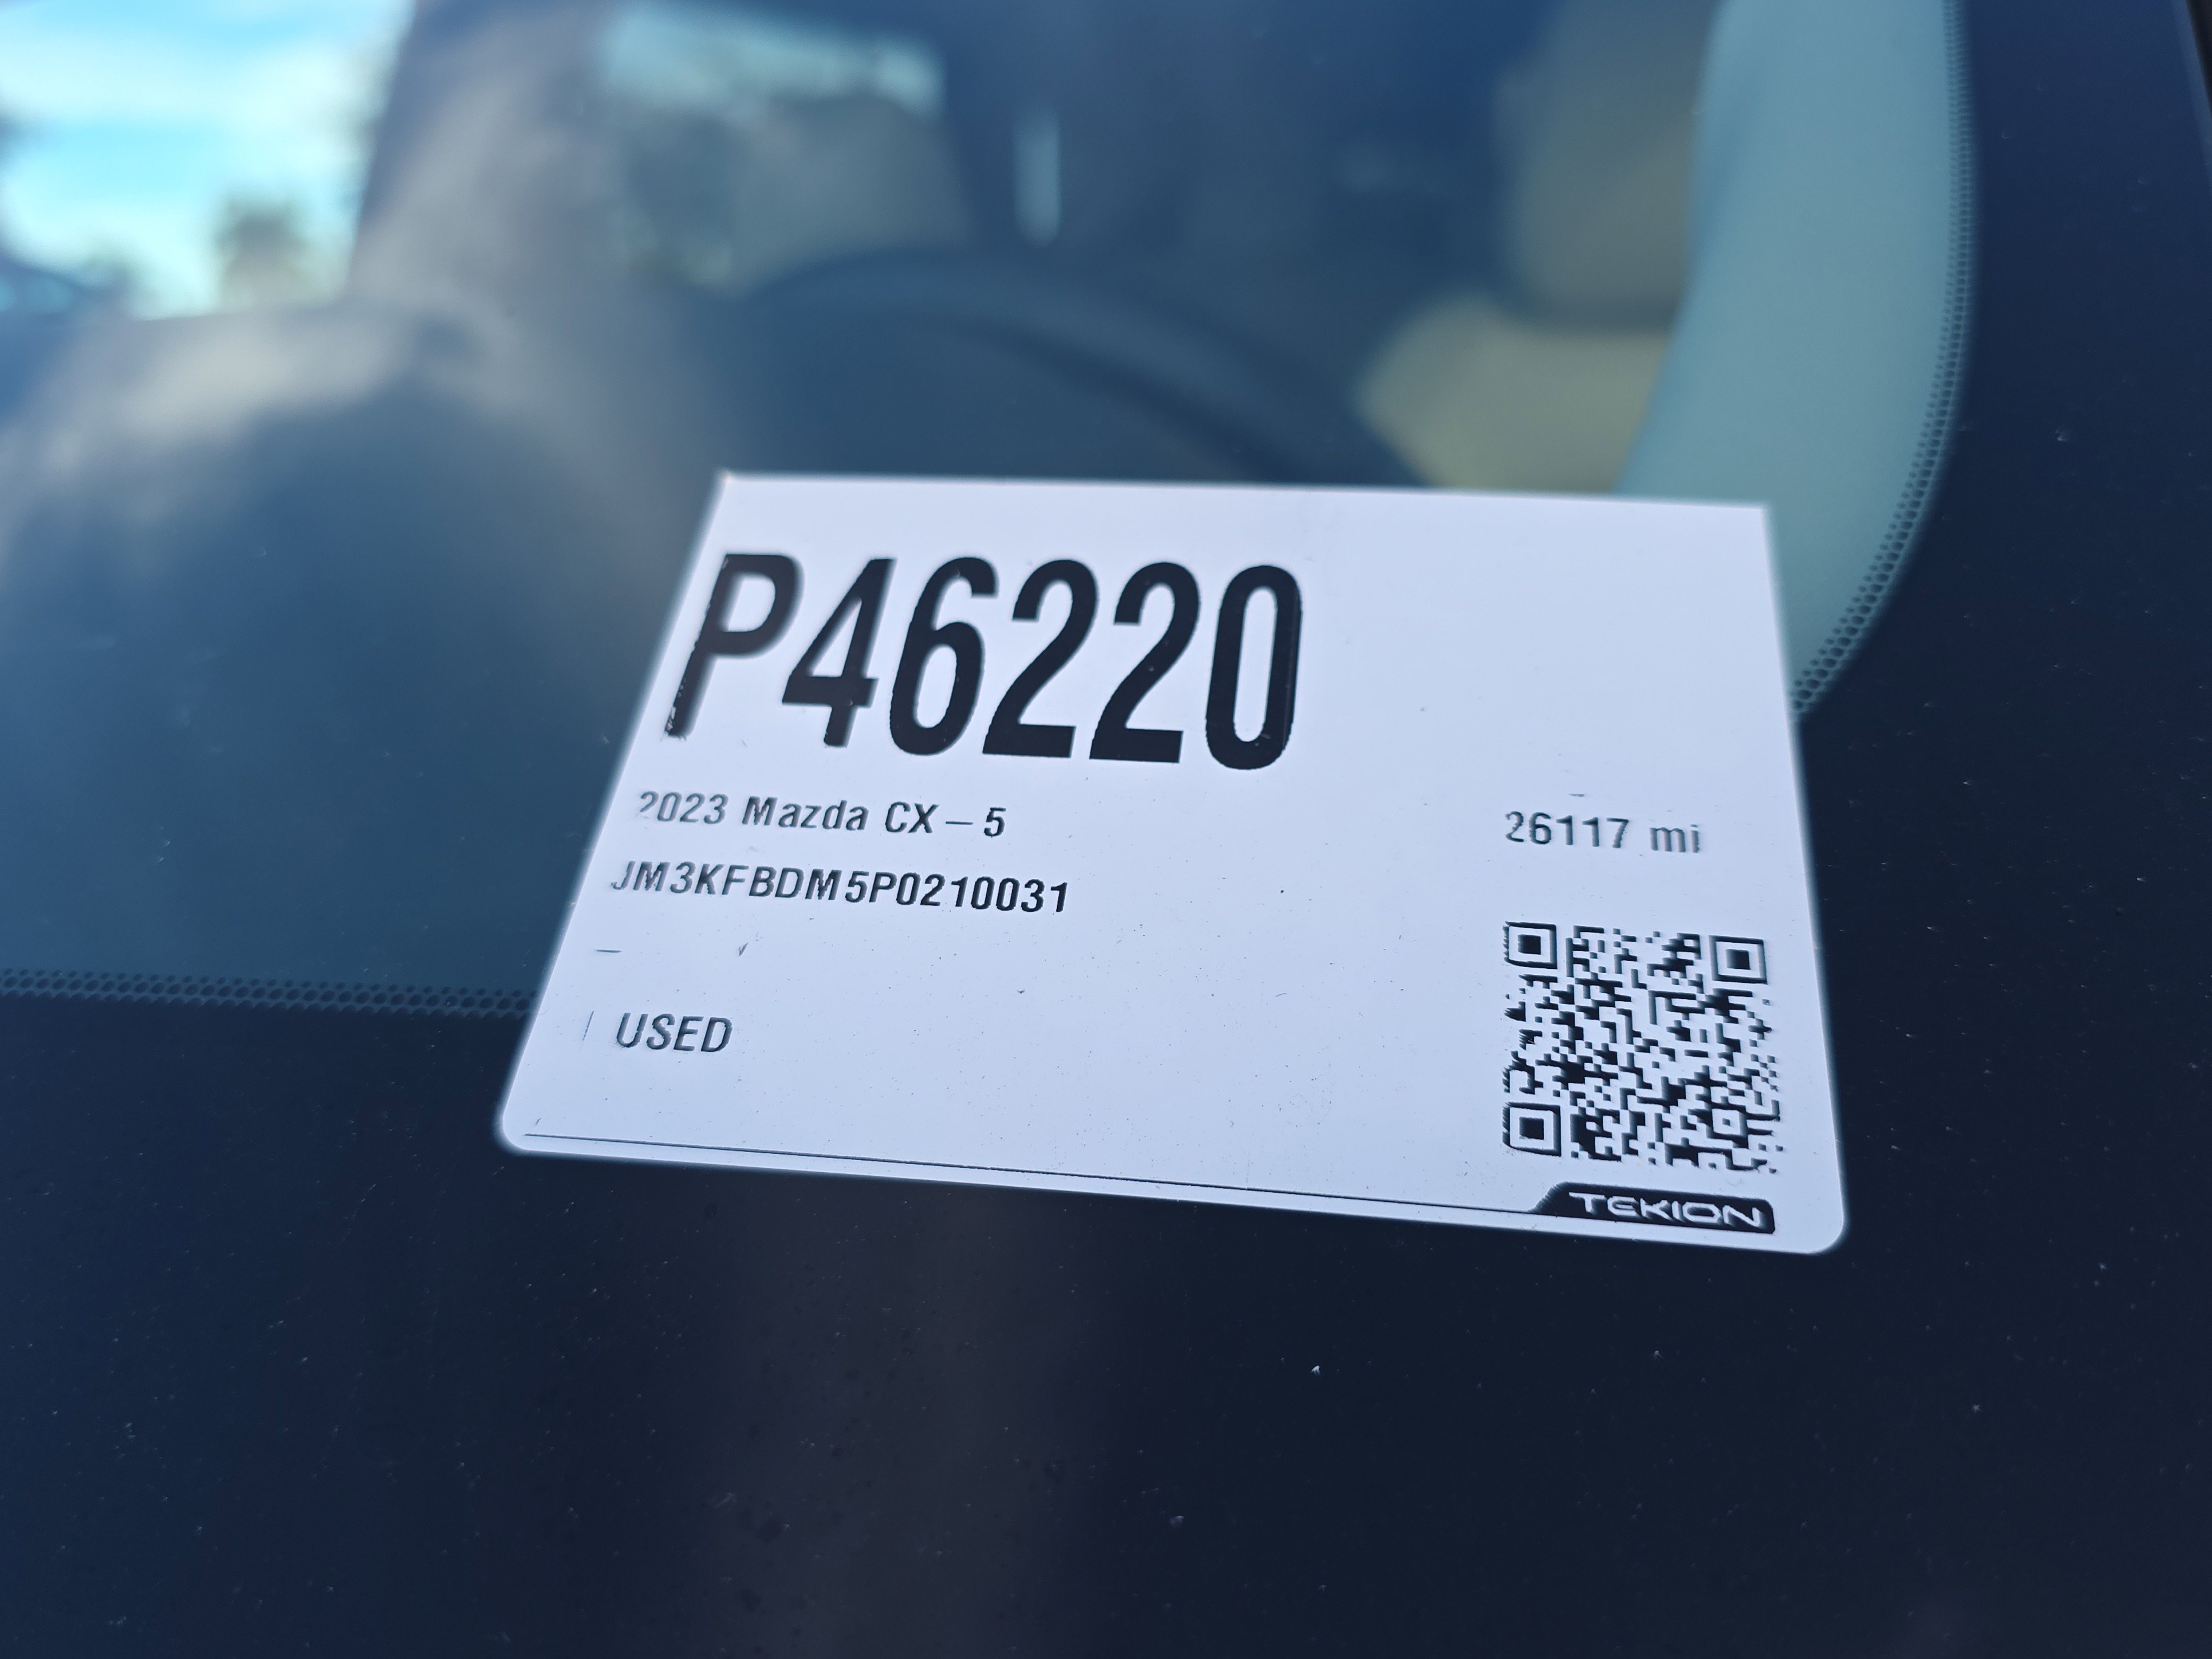 P46220
2023 Mazda CX-5
26117 mi
JM3KFBDM5P0210031
USED
TEKION